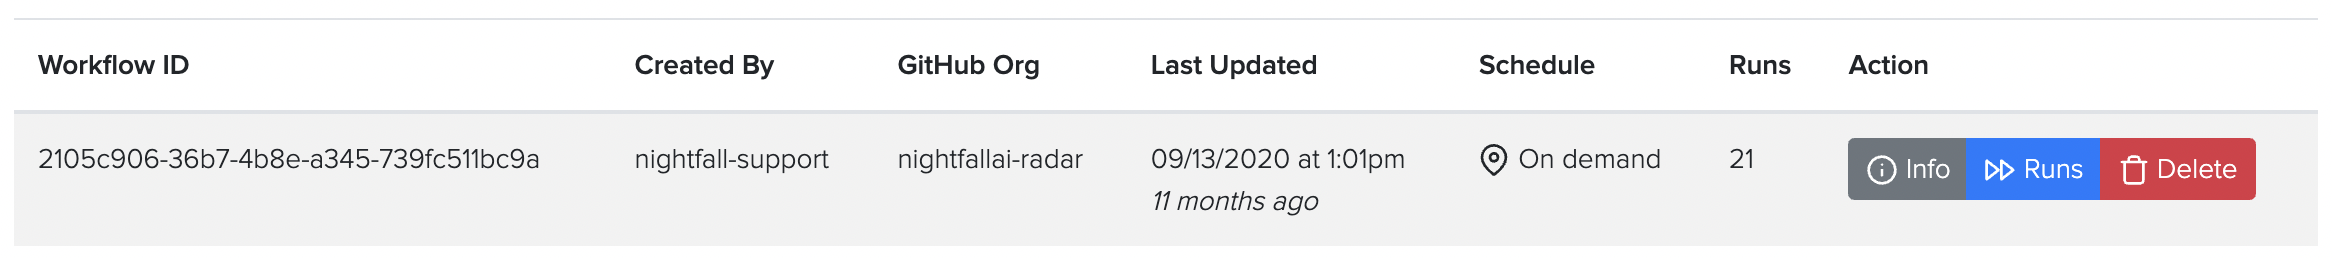 Workflow ID Created By GitHub Org Last Updated Schedule Runs Action
2105c906-36b7-4b8e-a345-739fc511bc9a nightfall-support nightfallai-radar 09/13/2020 at 1:01pm On demand 21 Info Runs Delete
11 months ago